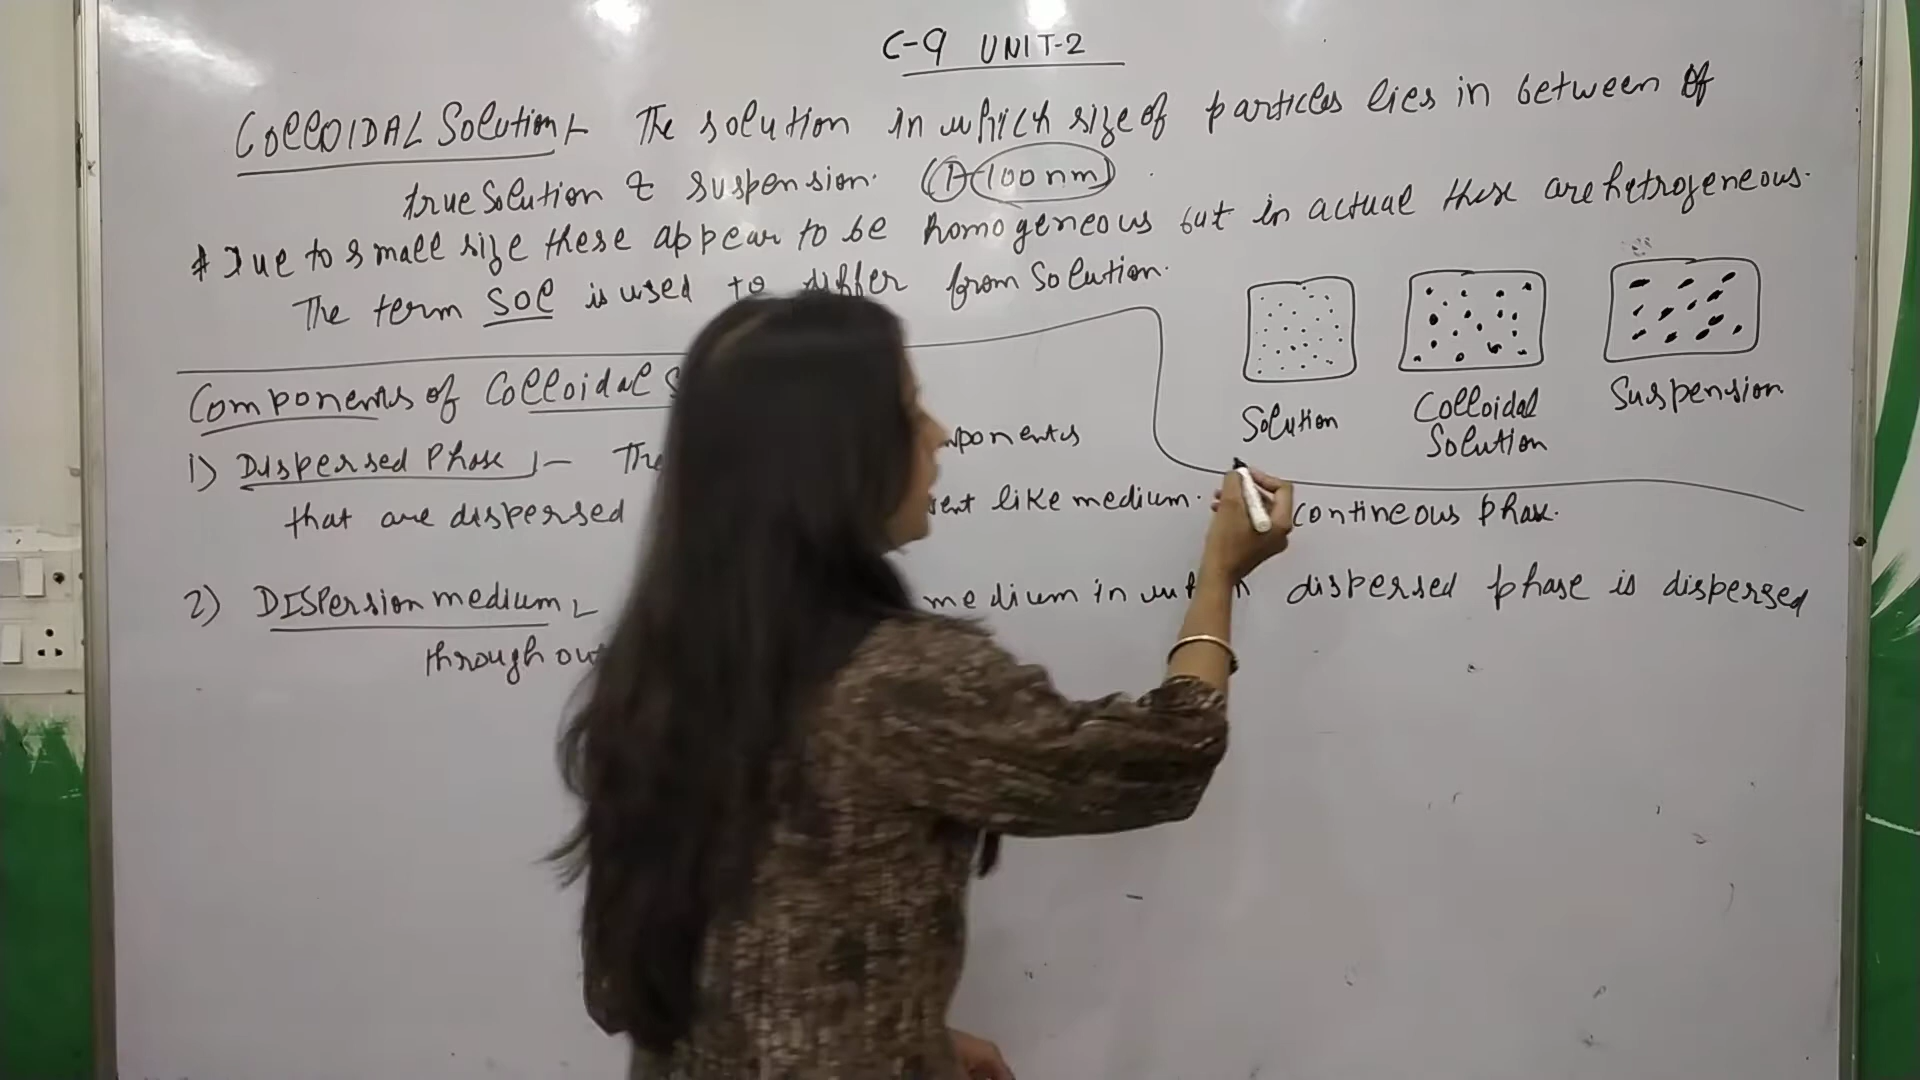 C-9 UNIT-2
COLLOIDAL Solution :- The solution in which size of particles lies in between of
true solution & suspension. (1-100nm)
* Due to small size these appear to be homogeneous but in actual these are hetrogeneous.
The term SOL is used to differ from solution.
Solution
Colloidal
Solution
Suspension
Components of Colloidal
1) Dispersed Phase :- The
that are dispersed like medium. contineous phase.
2) DISPersion medium :- medium in which dispersed phase is dispersed
through out